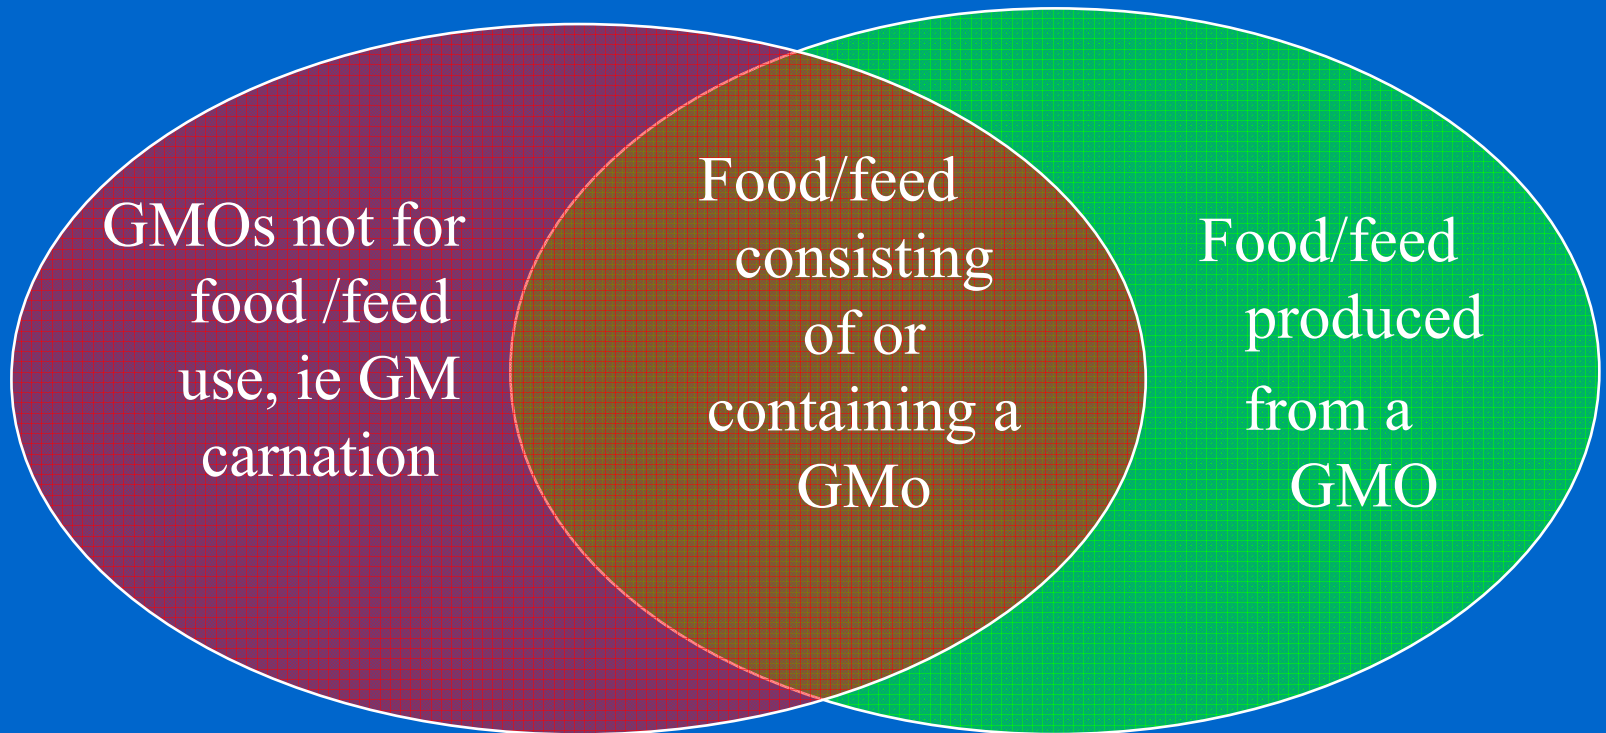 GMOs not for
food /feed
use, ie GM
carnation
Food/feed
consisting
of or
containing a
GMo
Food/feed
produced
from a
GMO